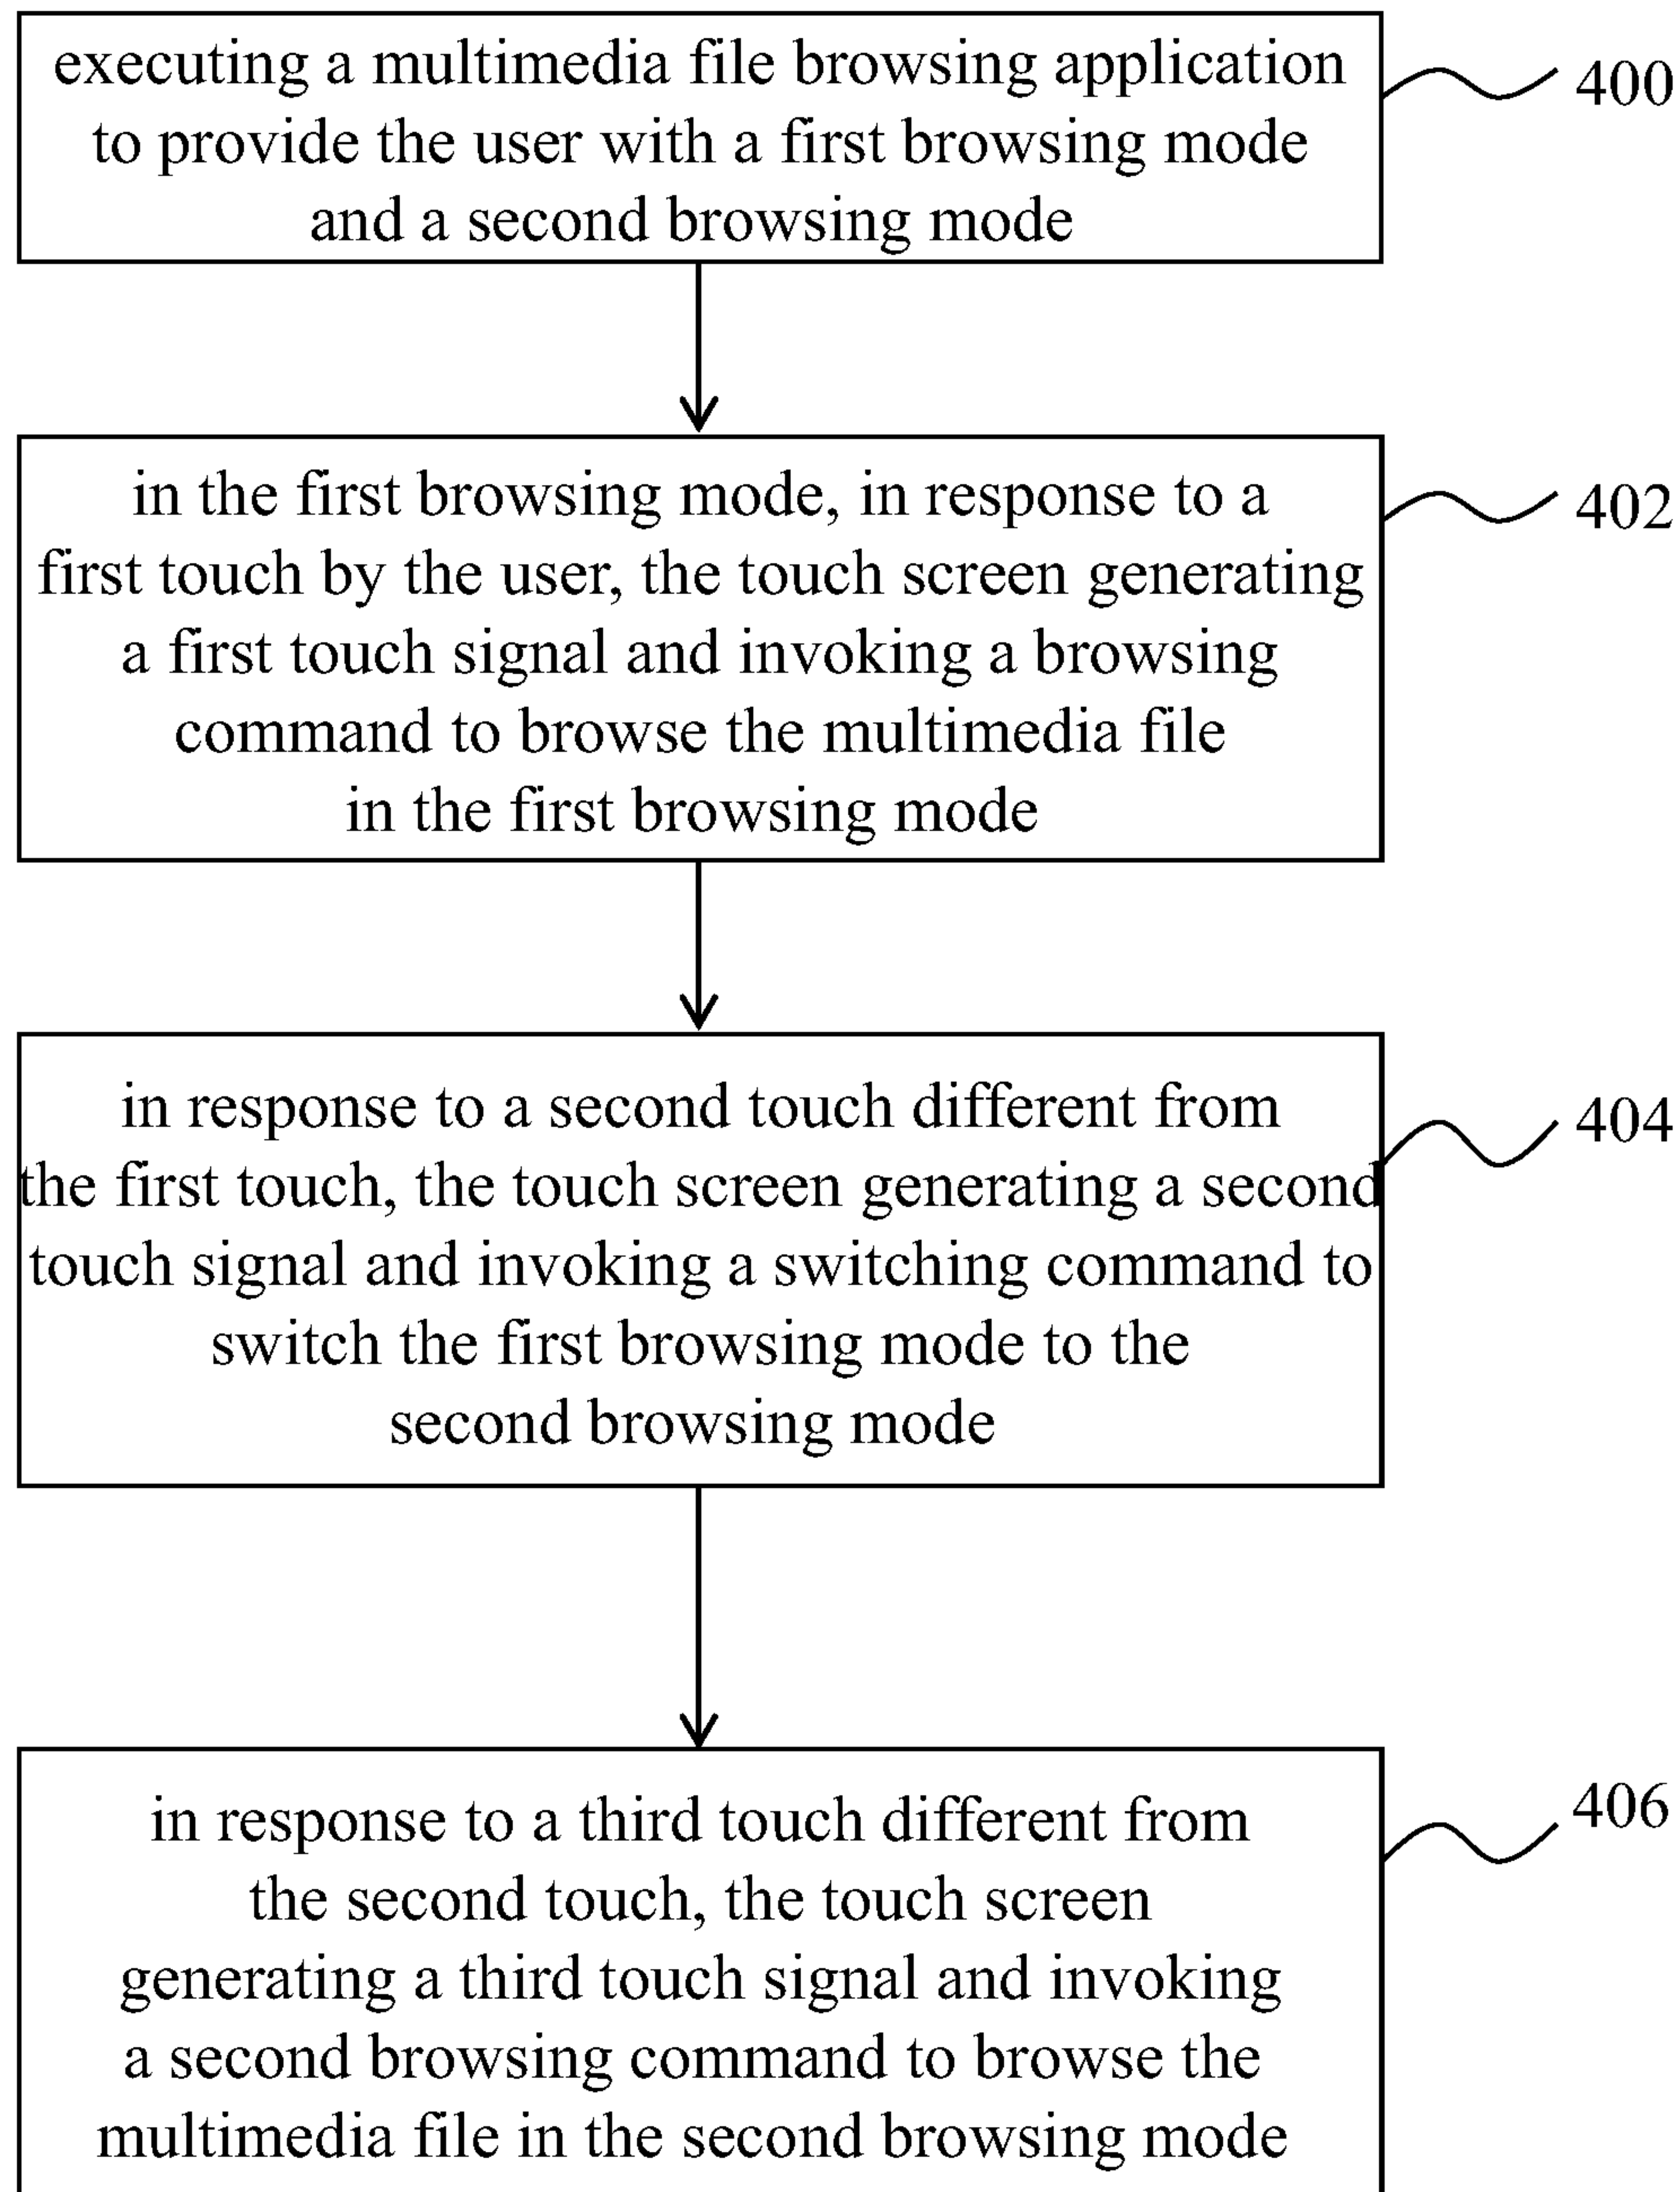 executing a multimedia file browsing application
to provide the user with a first browsing mode
and a second browsing mode
400
in the first browsing mode, in response to a
first touch by the user, the touch screen generating
a first touch signal and invoking a browsing
command to browse the multimedia file
in the first browsing mode
402
in response to a second touch different from
the first touch, the touch screen generating a second
touch signal and invoking a switching command to
switch the first browsing mode to the
second browsing mode
404
in response to a third touch different from
the second touch, the touch screen
generating a third touch signal and invoking
a second browsing command to browse the
multimedia file in the second browsing mode
406